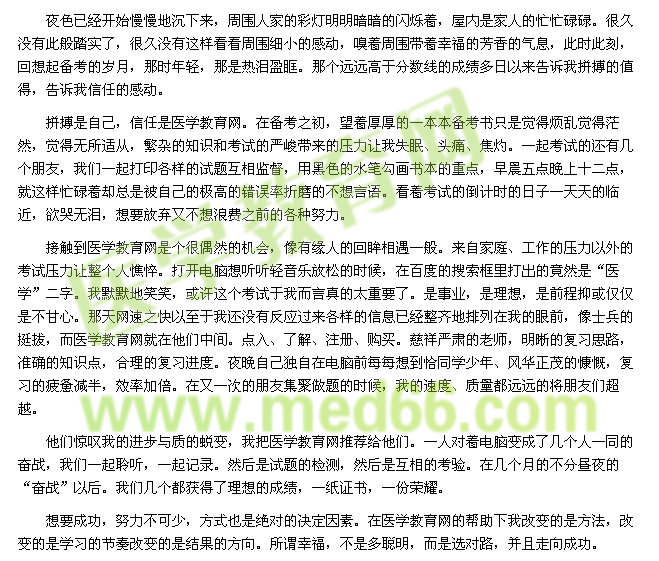 夜色已经开始慢慢地沉下来，周围人家的彩灯明明暗暗的闪烁着，屋内是家人的忙忙碌碌。很久
没有此般踏实了，很久没有这样看看周围细小的感动，嗅着周围带着幸福的芳香的气息，此时此刻，
回想起备考的岁月，那时年轻，那是热泪盈眶。那个远远高于分数线的成绩多日以来告诉我拼搏的值
得，告诉我信任的感动。
拼搏是自己，信任是医学教育网。在备考之初，望着厚厚的一本本备考书只是觉得烦乱觉得茫
然，觉得无所适从，繁杂的知识和考试的严峻带来的压力让我失眠、头痛、焦灼。一起考试的还有几
个朋友，我们一起打印各样的试题互相监督，用黑色的水笔勾画书本的重点，早晨五点晚上十二点，
就这样忙碌着却总是被自己的极高的错误率折磨的不想言语。看着考试的倒计时的日子一天天的临
近，欲哭无泪，想要放弃又不想浪费之前的各种努力。
接触到医学教育网是个很偶然的机会，像有缘人的回眸相遇一般。来自家庭、工作的压力以外的
考试压力让整个人憔悴。打开电脑想听听轻音乐放松的时候，在百度的搜索框里打出的竟然是“医
学”二字。我默默地笑笑，或许这个考试于我而言真的太重要了。是事业，是理想，是前程抑或仅仅
是不甘心。那天网速之快以至于我还没有反应过来各样的信息已经整齐地排列在我的眼前，像士兵的
挺拔，而医学教育网就在他们中间。点入、了解、注册、购买。慈祥严肃的老师，明晰的复习思路，
准确的知识点，合理的复习进度。夜晚自己独自在电脑前每每想到恰同学少年、风华正茂的慷慨，复
习的疲惫减半，效率加倍。在又一次的朋友集聚做题的时候，我的速度、质量都远远的将朋友们超
越。
他们惊叹我的进步与质的蜕变，我把医学教育网推荐给他们。一人对着电脑变成了几个人一同的
奋战，我们一起聆听，一起记录。然后是试题的检测，然后是互相的考验。在几个月的不分昼夜的
“奋战”以后。我们几个都获得了理想的成绩，一纸证书，一份荣耀。
想要成功，努力不可少，方式也是绝对的决定因素。在医学教育网的帮助下我改变的是方法，改
变的是学习的节奏改变的是结果的方向。所谓幸福，不是多聪明，而是选对路，并且走向成功。
医学教育网
www.med66.com